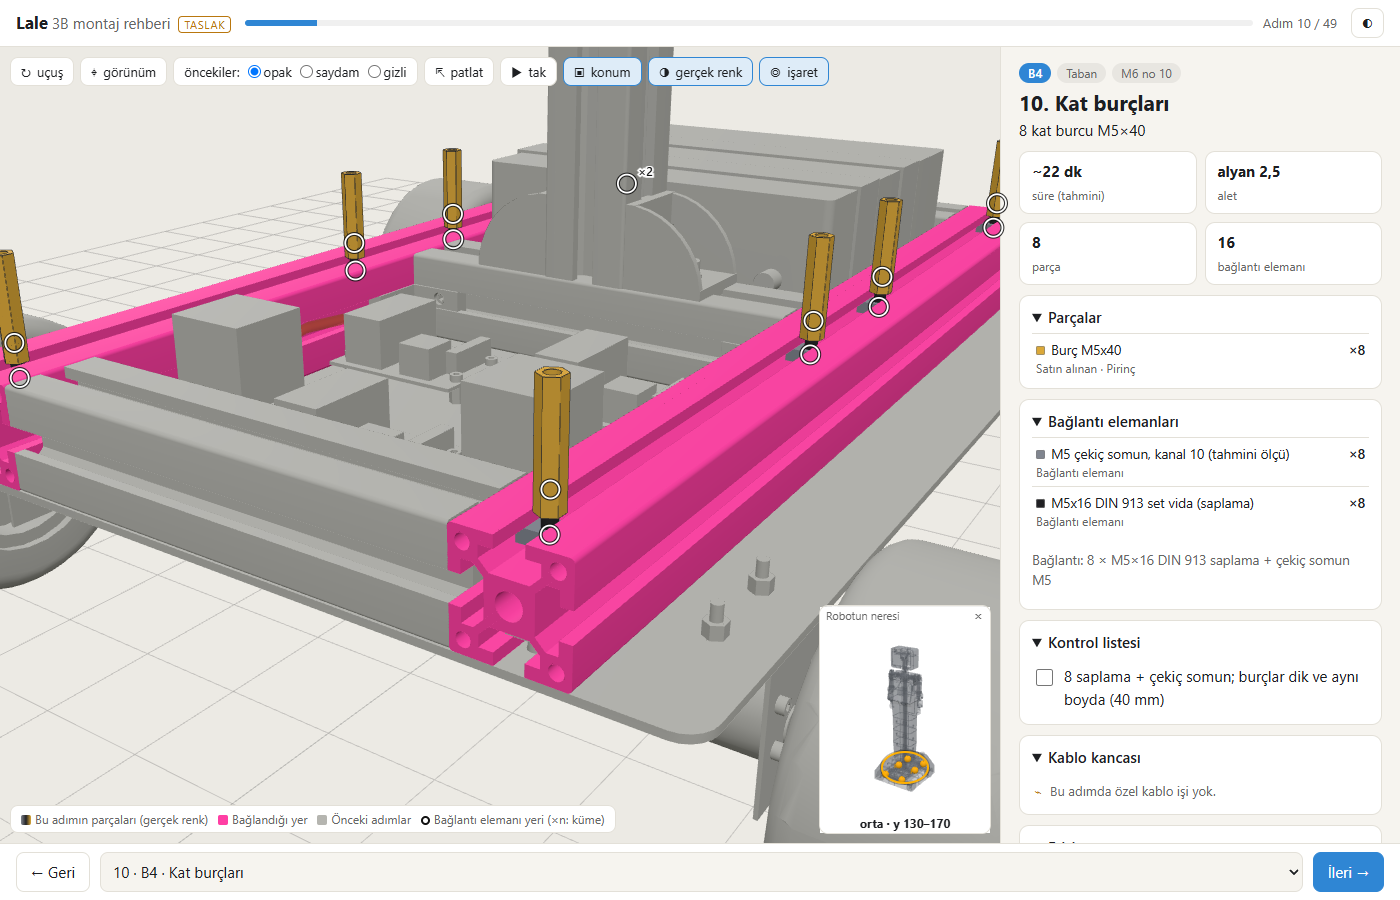 Lale 3B montaj rehberi TASLAK
Adım 10 / 49
↻ uçuş
⌖ görünüm
öncekiler: opak saydam gizli
⇱ patlat
▶ tak
▣ konum
◑ gerçek renk
◎ işaret
×2
B4 Taban M6 no 10
10. Kat burçları
8 kat burcu M5×40
~22 dk
süre (tahmini)
alyan 2,5
alet
8
parça
16
bağlantı elemanı
▼ Parçalar
Burç M5x40 ×8
Satın alınan · Pirinç
▼ Bağlantı elemanları
M5 çekiç somun, kanal 10 (tahmini ölçü) ×8
Bağlantı elemanı
M5x16 DIN 913 set vida (saplama) ×8
Bağlantı elemanı
Bağlantı: 8 × M5×16 DIN 913 saplama + çekiç somun
M5
▼ Kontrol listesi
8 saplama + çekiç somun; burçlar dik ve aynı
boyda (40 mm)
▼ Kablo kancası
Bu adımda özel kablo işi yok.
Robotun neresi ×
orta · y 130–170
Bu adımın parçaları (gerçek renk) Bağlandığı yer Önceki adımlar Bağlantı elemanı yeri (×n: küme)
← Geri
10 · B4 · Kat burçları
İleri →